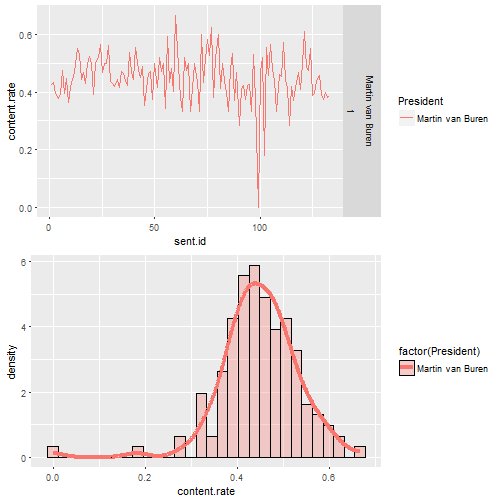 0.6
0.4
0.2
0.0
content.rate
0
50
100
sent.id
Martin van Buren
1
President
Martin van Buren
6
4
2
0
density
0.0
0.2
0.4
0.6
content.rate
factor(President)
Martin van Buren